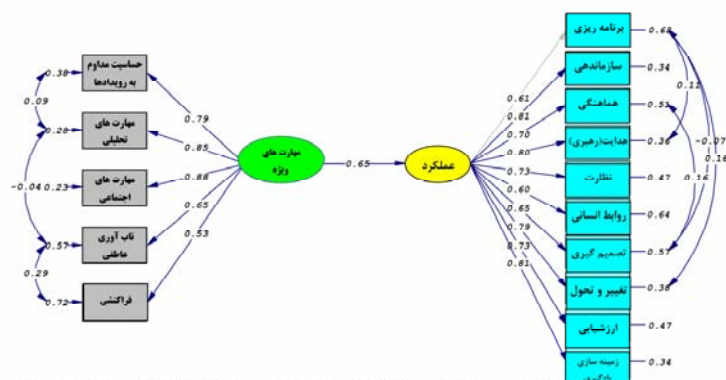 حساسیت مداوم
به رویدادها
0.38
0.09
مهارت های
تحلیلی
0.28
مهارت های
اجتماعی
-0.04
0.23
تاب آوری
عاطفی
0.57
0.29
فراکنشی
0.72
0.79
0.85
0.88
0.65
0.53
مهارت های
ویژه
0.65
عملکرد
0.61
0.81
0.70
0.80
0.73
0.60
0.65
0.79
0.73
0.81
برنامه ریزی
سازماندهی
0.34
هماهنگی
0.51
هدایت(رهبری)
0.36
نظارت
0.47
روابط انسانی
0.64
تصمیم گیری
0.57
تغییر و تحول
0.38
ارزشیابی
0.47
زمینه سازی
یادگیری
0.34
0.11
-0.07
0.16
0.16